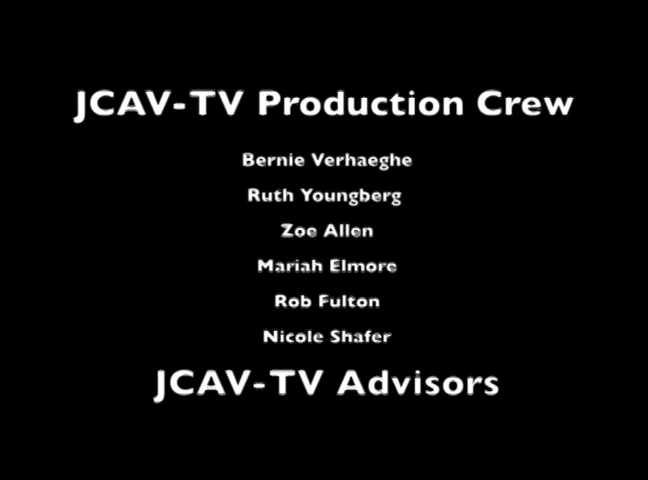 JCAV-TV Production Crew
Bernie Verhaeghe
Ruth Youngberg
Zoe Allen
Mariah Elmore
Rob Fulton
Nicole Shafer
JCAV-TV Advisors